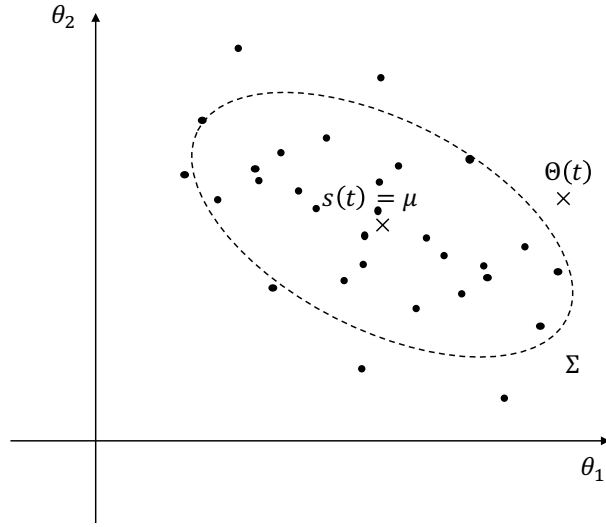 θ₂
Θ(t)
s(t) = μ
Σ
θ₁